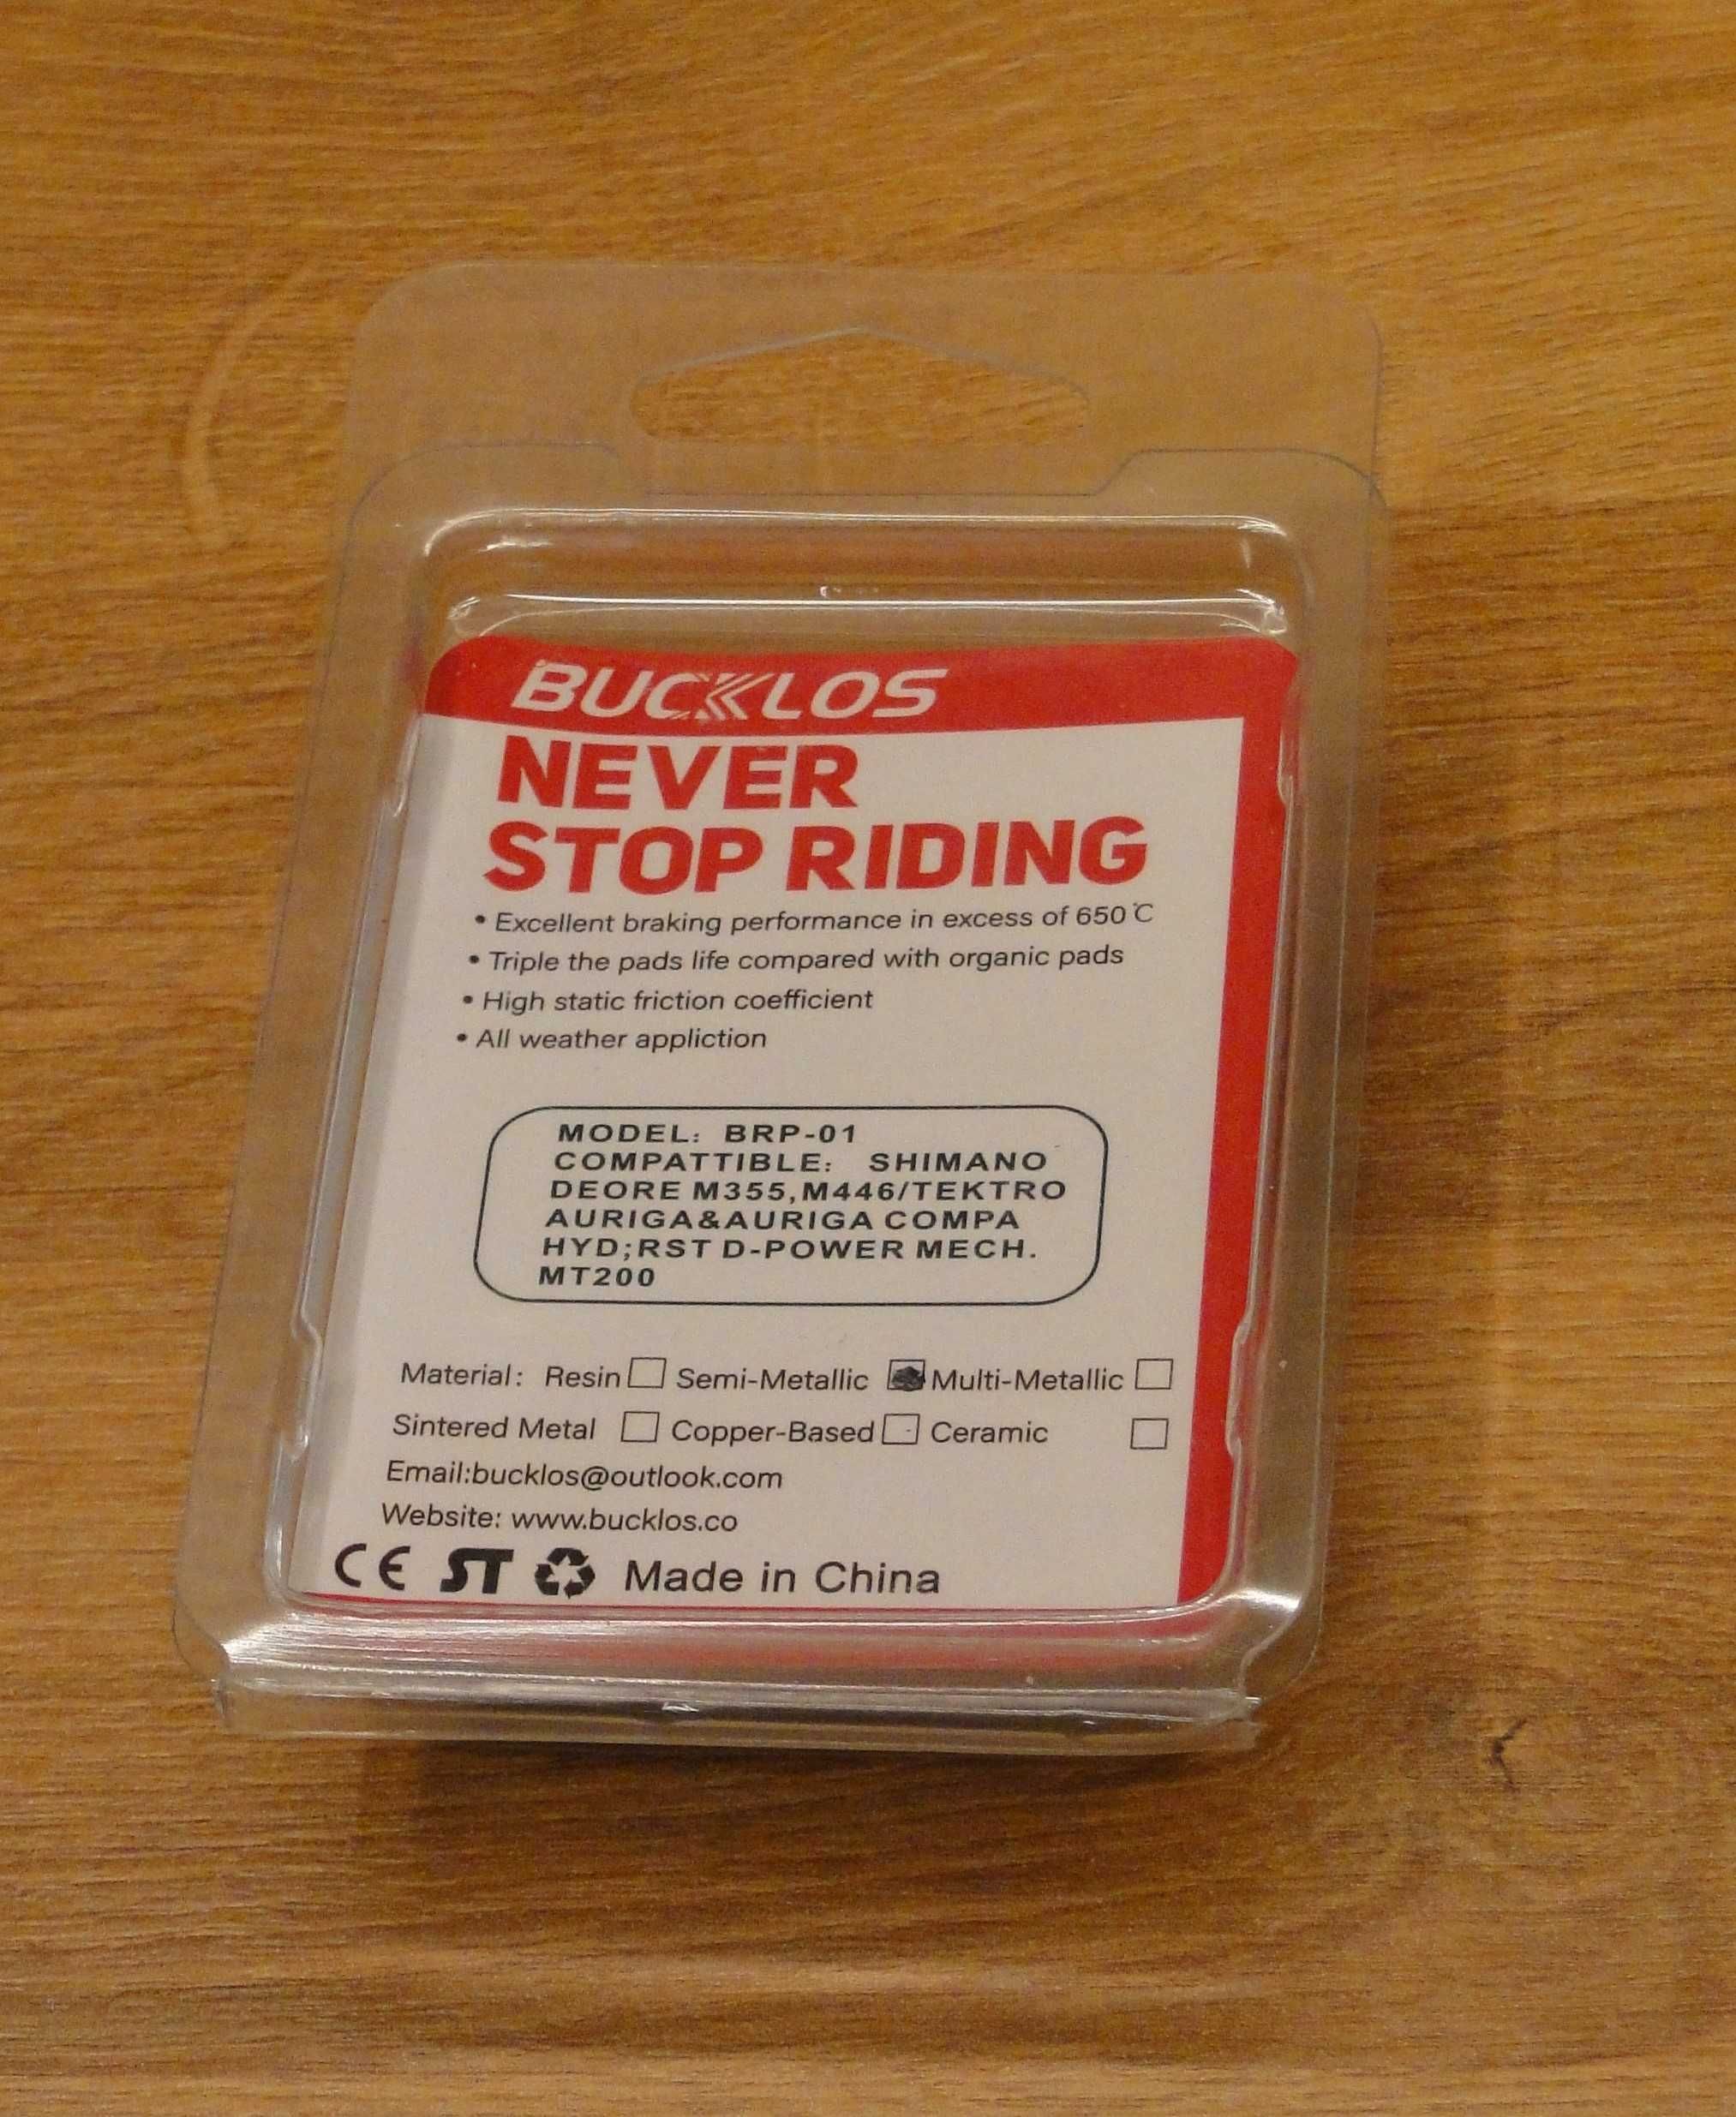 BUCKLOS
NEVER
STOP RIDING
• Excellent braking performance in excess of 650℃
• Triple the pads life compared with organic pads
• High static friction coefficient
• All weather appliction
MODEL: BRP-01
COMPATTIBLE: SHIMANO
DEORE M355,M446/TEKTRO
AURIGA&AURIGA COMPA
HYD;RST D-POWER MECH.
MT200
Material: Resin Semi-Metallic Multi-Metallic
Sintered Metal Copper-Based Ceramic
Email:bucklos@outlook.com
Website: www.bucklos.co
CE ST Made in China